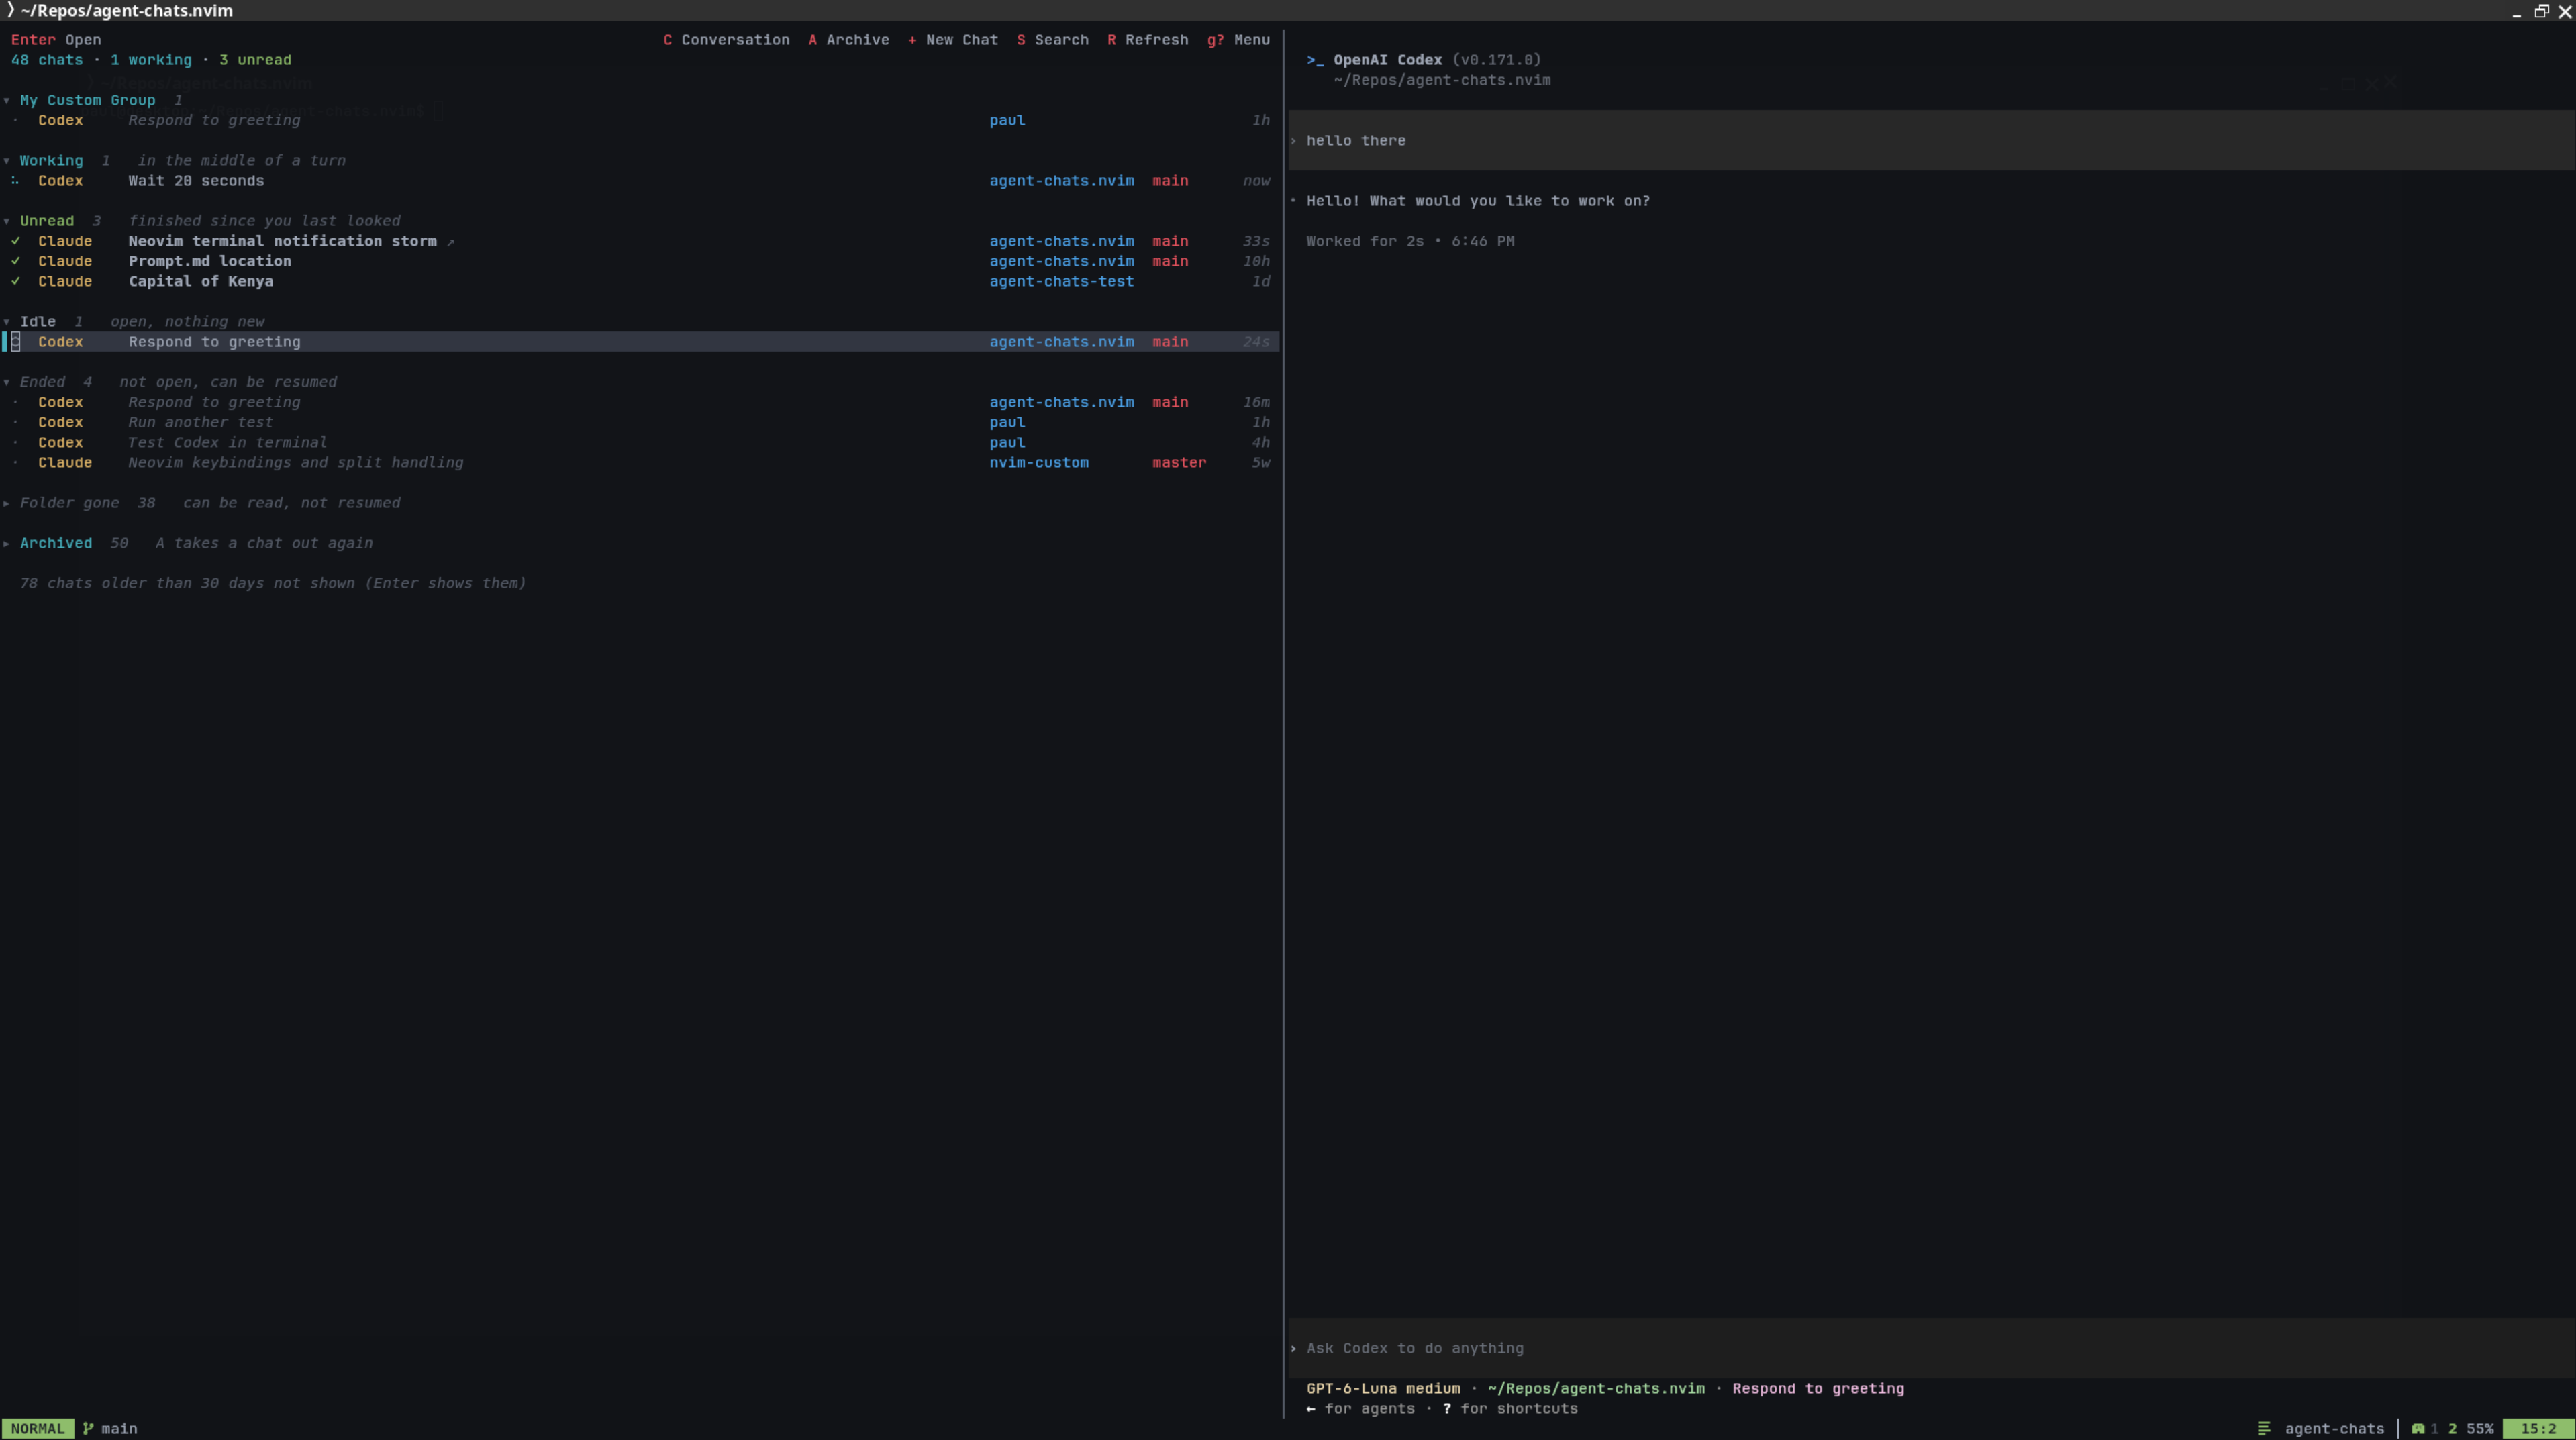 ~/Repos/agent-chats.nvim
Enter Open C Conversation A Archive + New Chat S Search R Refresh g? Menu
48 chats · 1 working · 3 unread
▾ My Custom Group 1
· Codex Respond to greeting paul 1h
▾ Working 1 in the middle of a turn
Codex Wait 20 seconds agent-chats.nvim main now
▾ Unread 3 finished since you last looked
✓ Claude Neovim terminal notification storm ↗ agent-chats.nvim main 33s
✓ Claude Prompt.md location agent-chats.nvim main 10h
✓ Claude Capital of Kenya agent-chats-test 1d
▾ Idle 1 open, nothing new
Codex Respond to greeting agent-chats.nvim main 24s
▾ Ended 4 not open, can be resumed
· Codex Respond to greeting agent-chats.nvim main 16m
· Codex Run another test paul 1h
· Codex Test Codex in terminal paul 4h
· Claude Neovim keybindings and split handling nvim-custom master 5w
▸ Folder gone 38 can be read, not resumed
▸ Archived 50 A takes a chat out again
78 chats older than 30 days not shown (Enter shows them)
>_ OpenAI Codex (v0.171.0)
~/Repos/agent-chats.nvim
› hello there
• Hello! What would you like to work on?
Worked for 2s • 6:46 PM
› Ask Codex to do anything
GPT-6-Luna medium · ~/Repos/agent-chats.nvim · Respond to greeting
← for agents · ? for shortcuts
NORMAL main agent-chats 1 2 55% 15:2